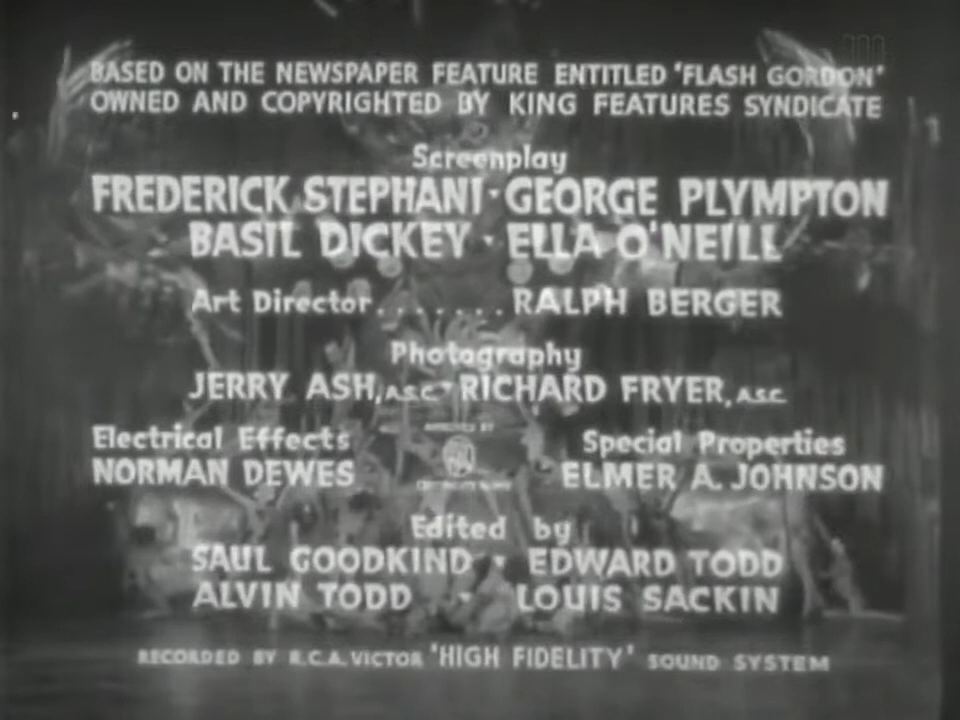 BASED ON THE NEWSPAPER FEATURE ENTITLED 'FLASH GORDON'
OWNED AND COPYRIGHTED BY KING FEATURES SYNDICATE
Screenplay
FREDERICK STEPHANI · GEORGE PLYMPTON
BASIL DICKEY · ELLA O'NEILL
Art Director....... RALPH BERGER
Photography
JERRY ASH, A.S.C. · RICHARD FRYER, A.S.C.
Electrical Effects
NORMAN DEWES
Special Properties
ELMER A. JOHNSON
Edited by
SAUL GOODKIND · EDWARD TODD
ALVIN TODD · LOUIS SACKIN
RECORDED BY R.C.A. VICTOR 'HIGH FIDELITY' SOUND SYSTEM